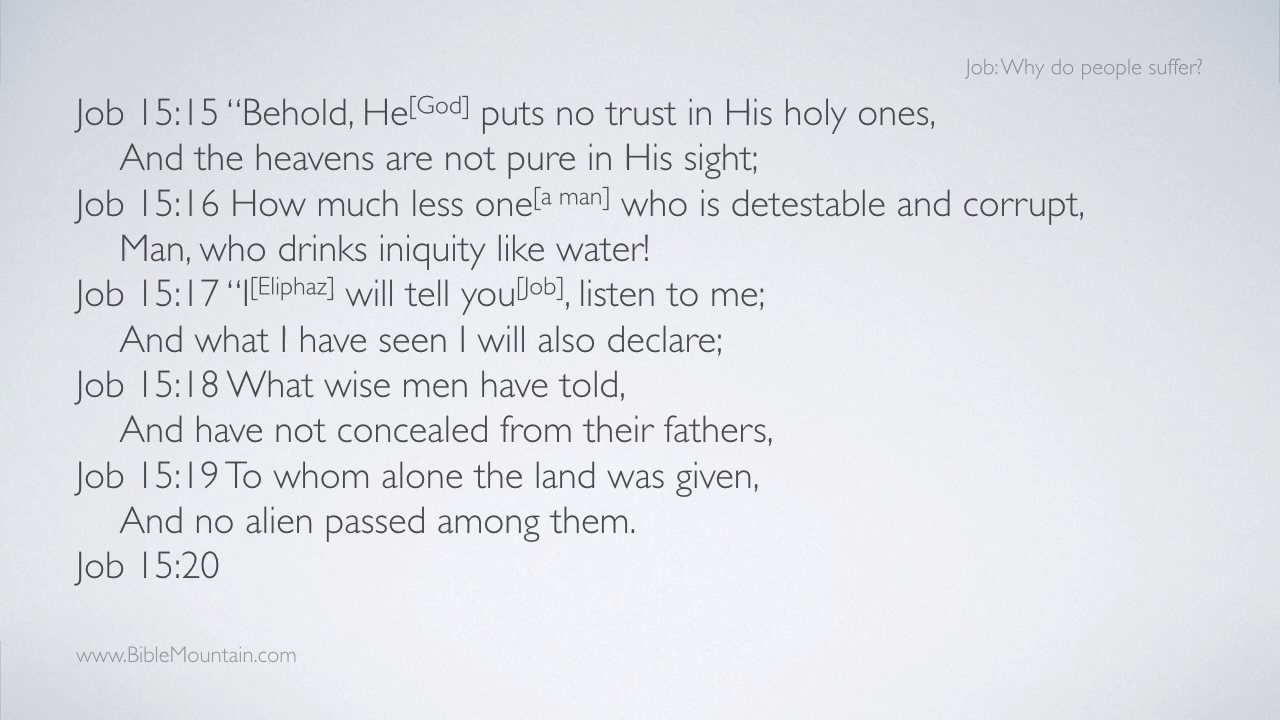 Job: Why do people suffer?
Job 15:15 “Behold, He[God] puts no trust in His holy ones,
And the heavens are not pure in His sight;
Job 15:16 How much less one[a man] who is detestable and corrupt,
Man, who drinks iniquity like water!
Job 15:17 “I[Eliphaz] will tell you[Job], listen to me;
And what I have seen I will also declare;
Job 15:18 What wise men have told,
And have not concealed from their fathers,
Job 15:19 To whom alone the land was given,
And no alien passed among them.
Job 15:20
www.BibleMountain.com